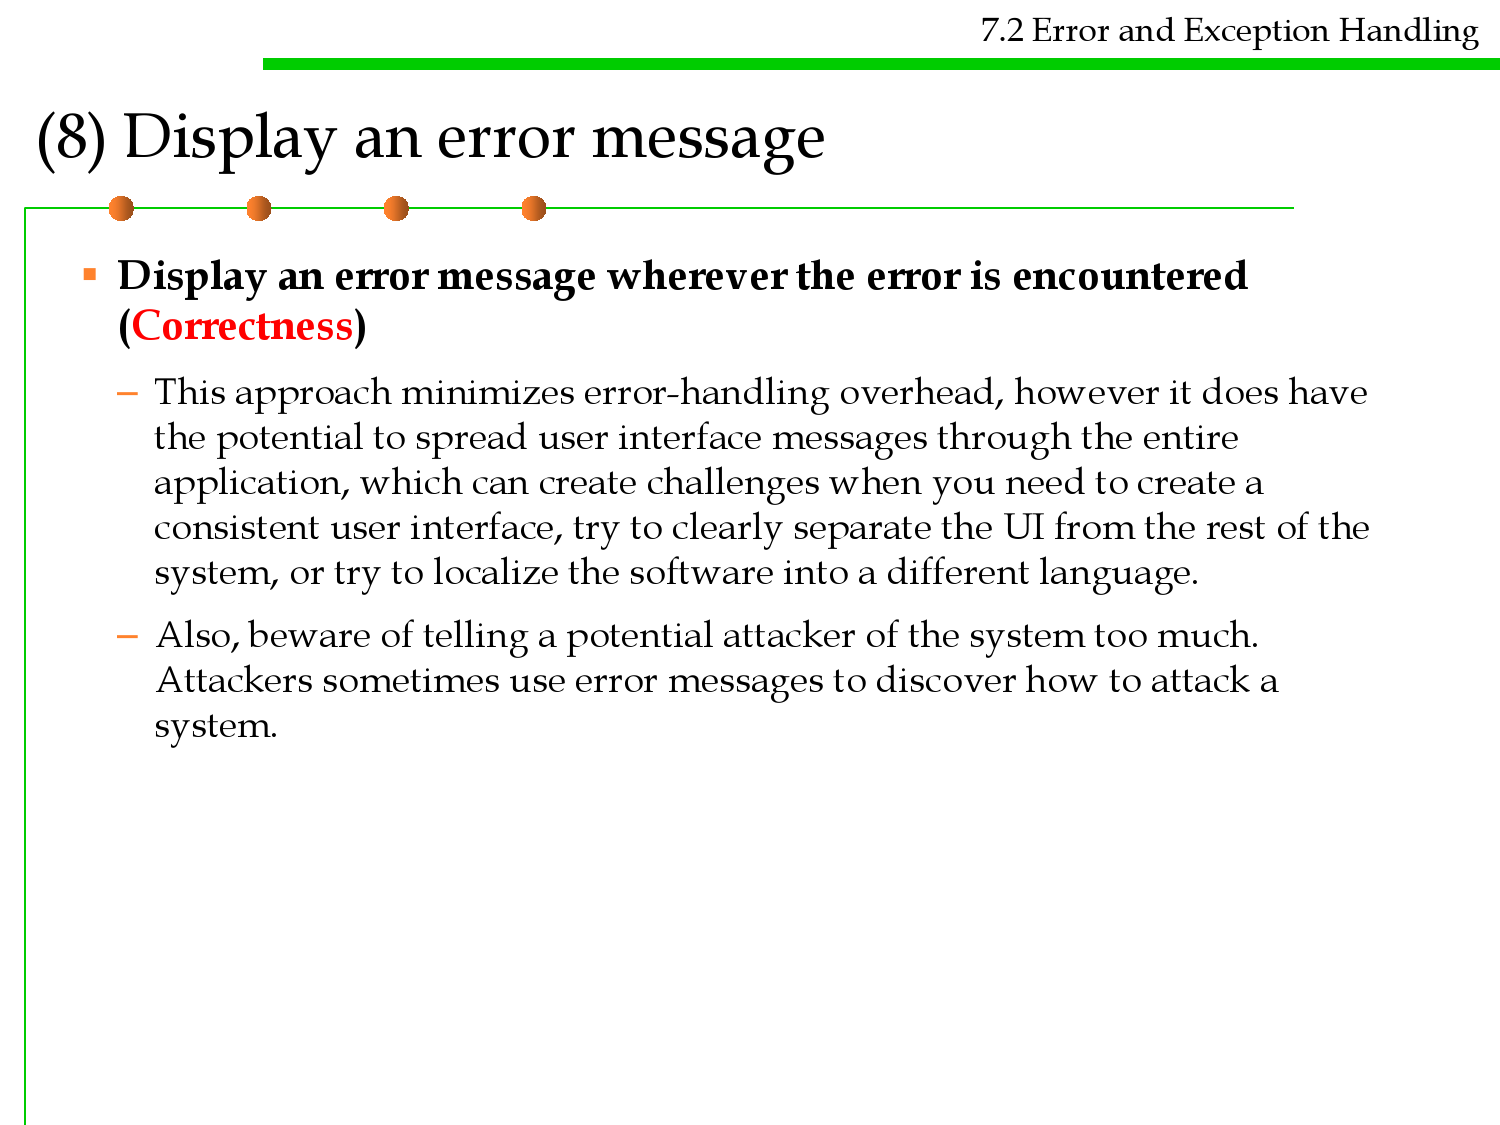 7.2 Error and Exception Handling
(8) Display an error message
▪ Display an error message wherever the error is encountered
(Correctness)
– This approach minimizes error-handling overhead, however it does have
the potential to spread user interface messages through the entire
application, which can create challenges when you need to create a
consistent user interface, try to clearly separate the UI from the rest of the
system, or try to localize the software into a different language.
– Also, beware of telling a potential attacker of the system too much.
Attackers sometimes use error messages to discover how to attack a
system.